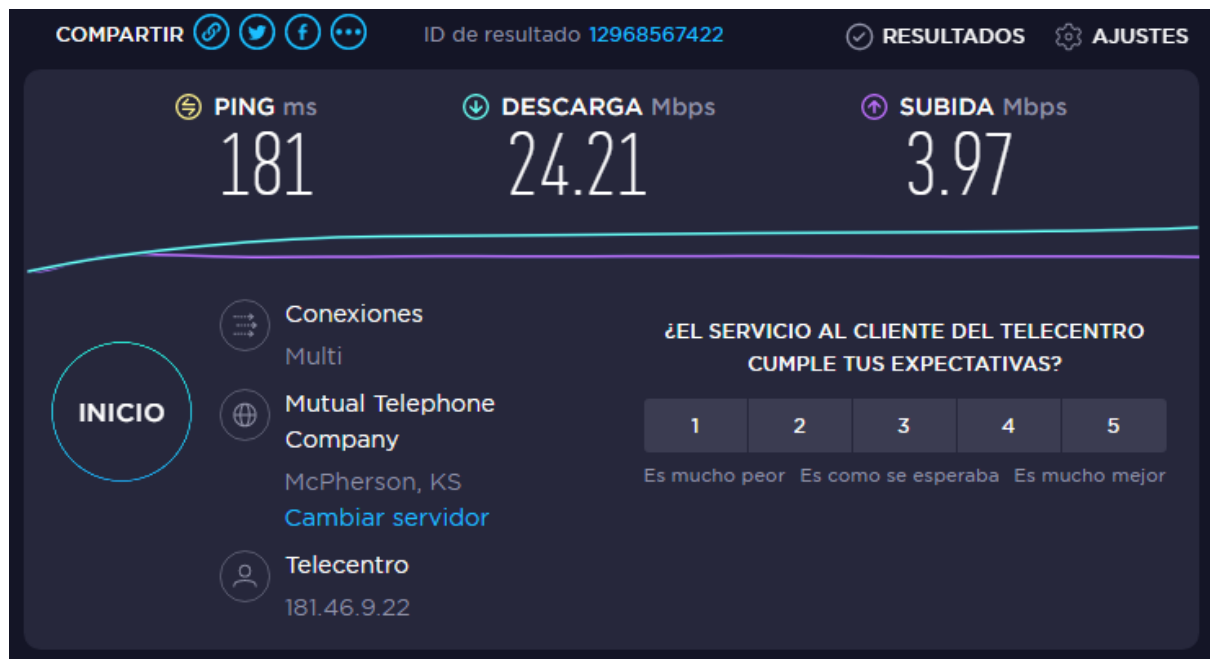 COMPARTIR
ID de resultado 12968567422
RESULTADOS
AJUSTES
PING ms
DESCARGA Mbps
SUBIDA Mbps
181
24.21
3.97
INICIO
Conexiones
Multi
Mutual Telephone
Company
McPherson, KS
Cambiar servidor
Telecentro
181.46.9.22
¿EL SERVICIO AL CLIENTE DEL TELECENTRO
CUMPLE TUS EXPECTATIVAS?
1 2 3 4 5
Es mucho peor Es como se esperaba Es mucho mejor